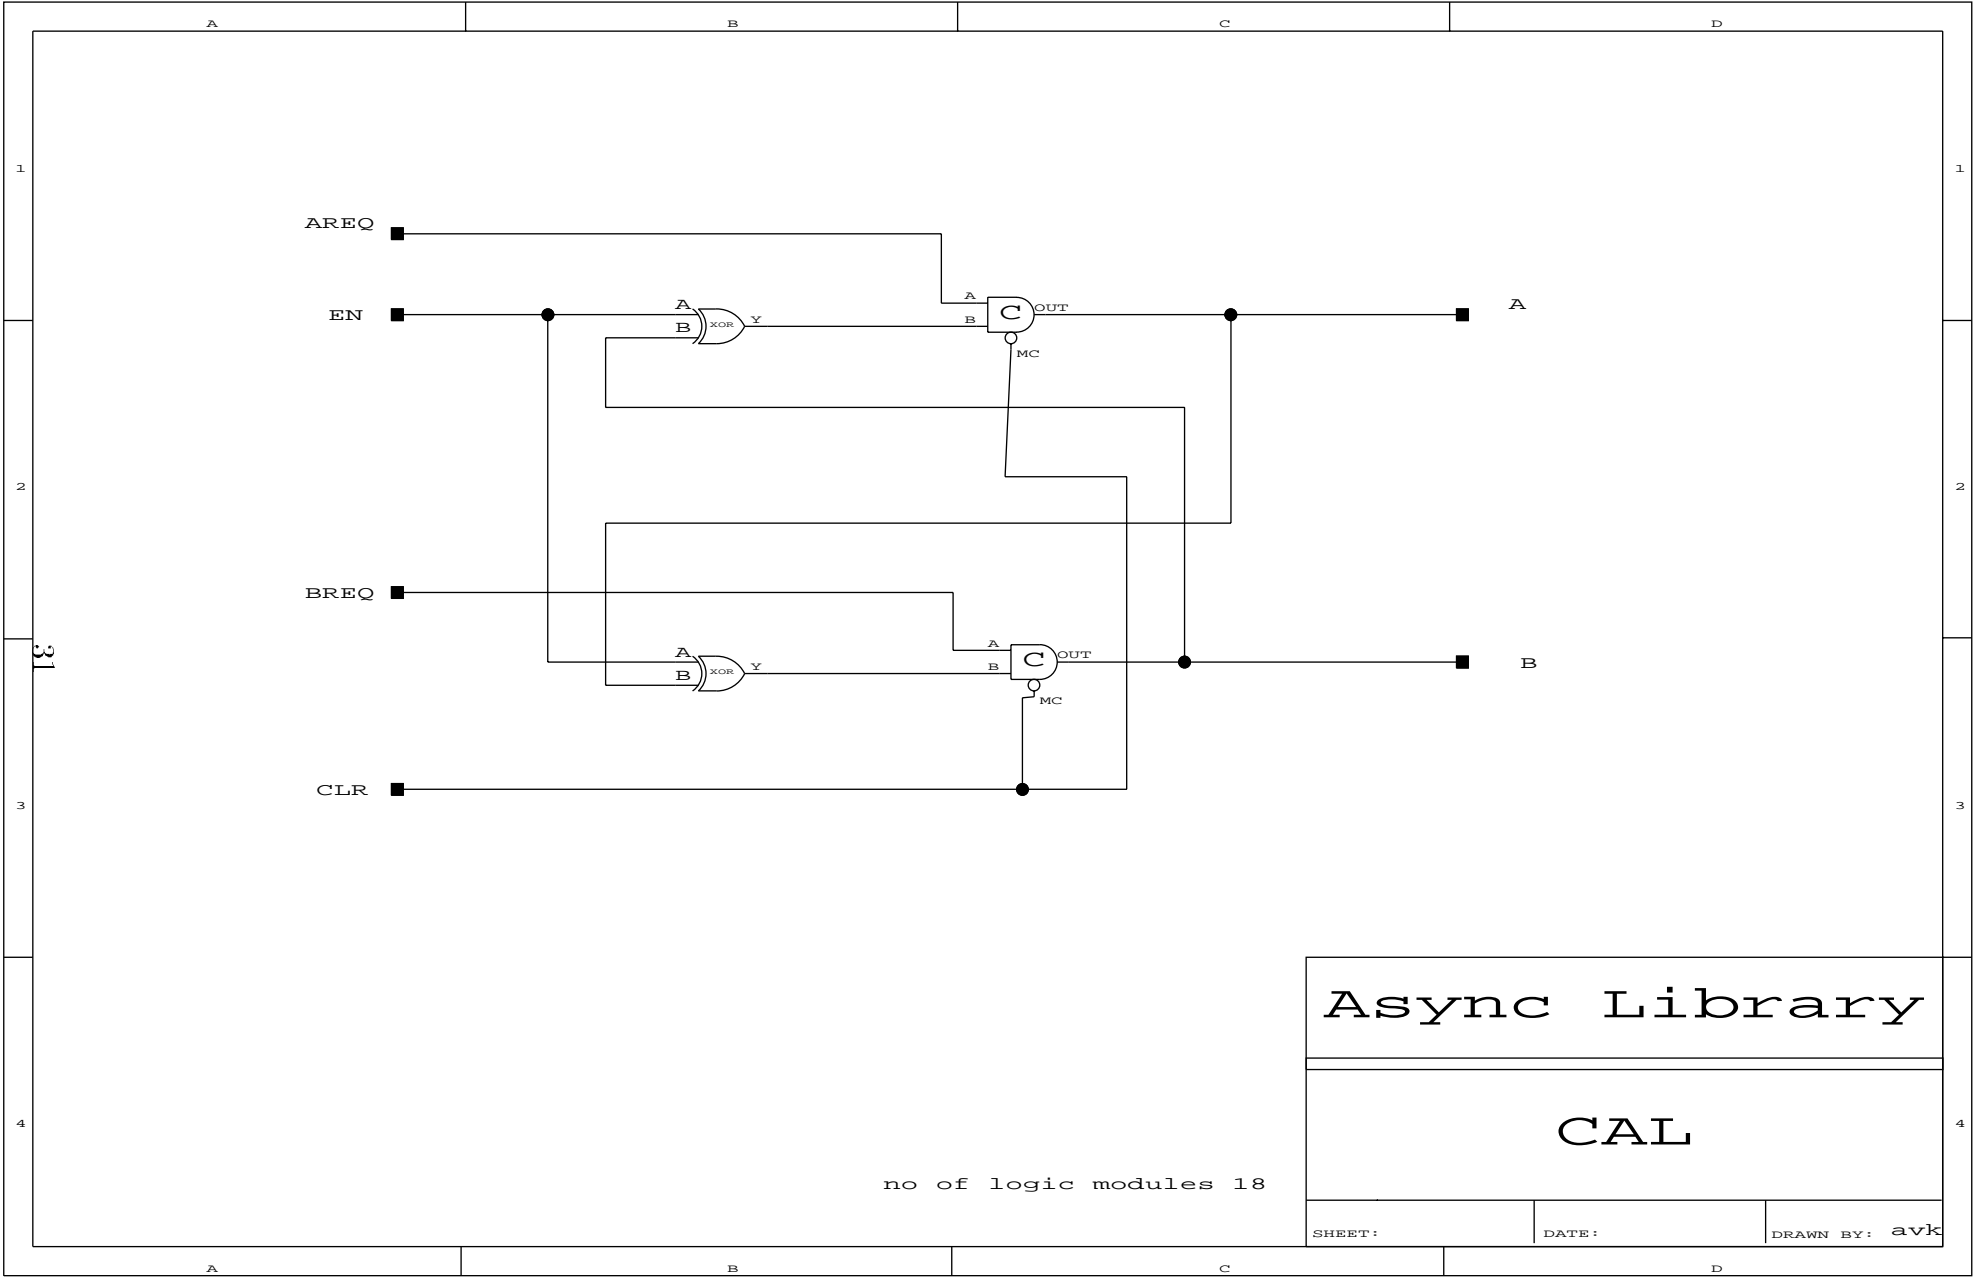 A B C D
1 1
AREQ
A
EN A XOR Y B C OUT A
B
MC
2 2
BREQ
31
A
A XOR Y B C OUT B
B
MC
CLR
3 3
Async Library
CAL
4 4
no of logic modules 18
SHEET: DATE: DRAWN BY: avk
A B C D